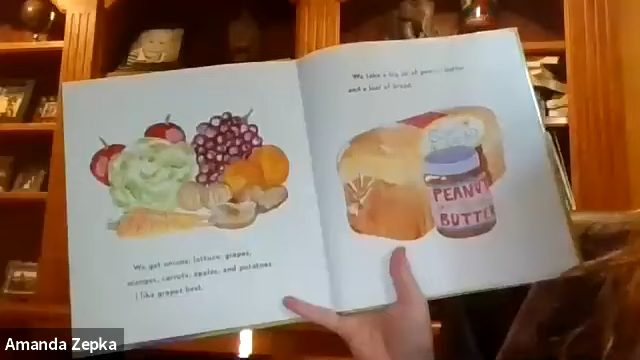 We get onions, lettuce, grapes,
oranges, carrots, apples, and potatoes.
I like grapes best.
We take a big jar of peanut butter
and a loaf of bread.
PEANUT
BUTTER
Amanda Zepka